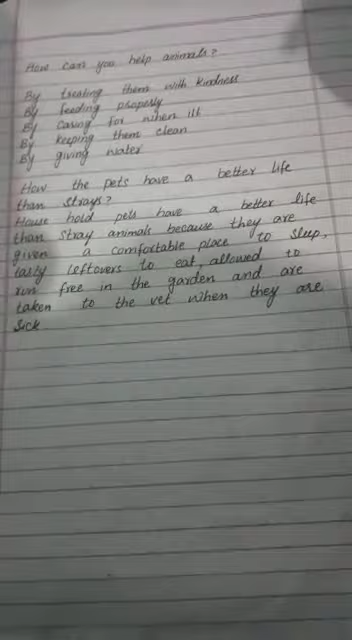 How can you help animals?
By treating them with kindness
By feeding properly
By caring for when ill
By keeping them clean
By giving water
How the pets have a better life
than strays?
House hold pets have a better life
than stray animals because they are
given a comfortable place to sleep,
tasty leftovers to eat, allowed to
run free in the garden and are
taken to the vet when they are
sick